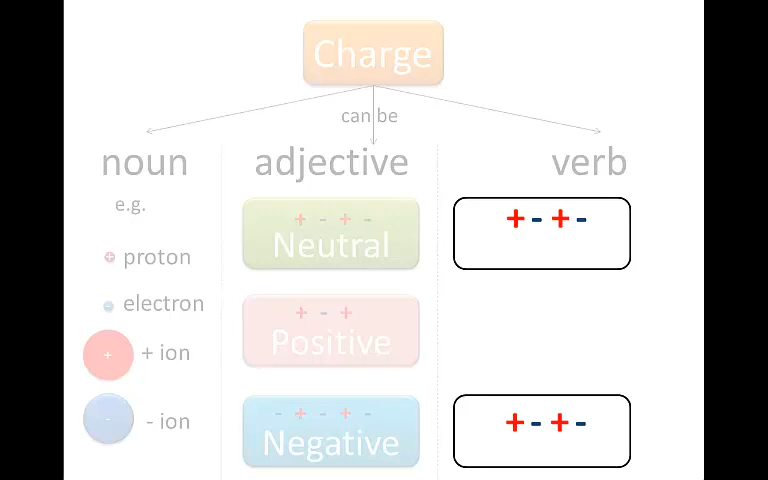 Charge
can be
noun
adjective
verb
e.g.
+ - + -
Neutral
+ - + -
+ proton
- electron
+ - +
Positive
+
+ ion
- + - + -
Negative
+ - + -
-
- ion